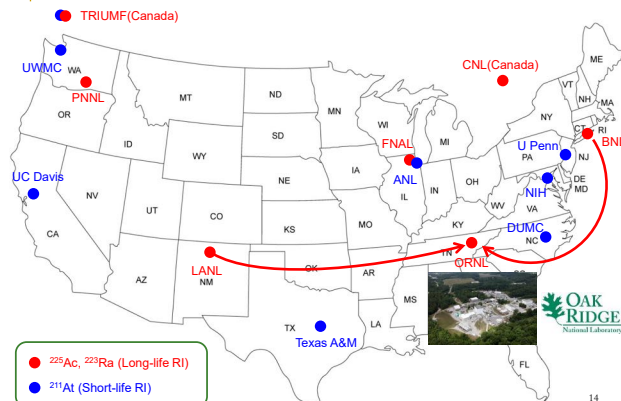 TRIUMF(Canada)
UWMC
WA
PNNL
MT
ND
MN
CNL(Canada)
ME
VT
NH
MA
NY
OR
ID
SD
WI
MI
CT
RI
BNL
WY
FNAL
U Penn
PA
NJ
UC Davis
NV
NE
IA
ANL
IL
IN
OH
NIH
DE
MD
UT
CO
WV
VA
CA
KS
MO
KY
DUMC
NC
LANL
TN
ORNL
AZ
NM
OK
AR
MS
OAK
RIDGE
National Laboratory
TX
LA
Texas A&M
²²⁵Ac, ²²³Ra (Long-life RI)
²¹¹At (Short-life RI)
14